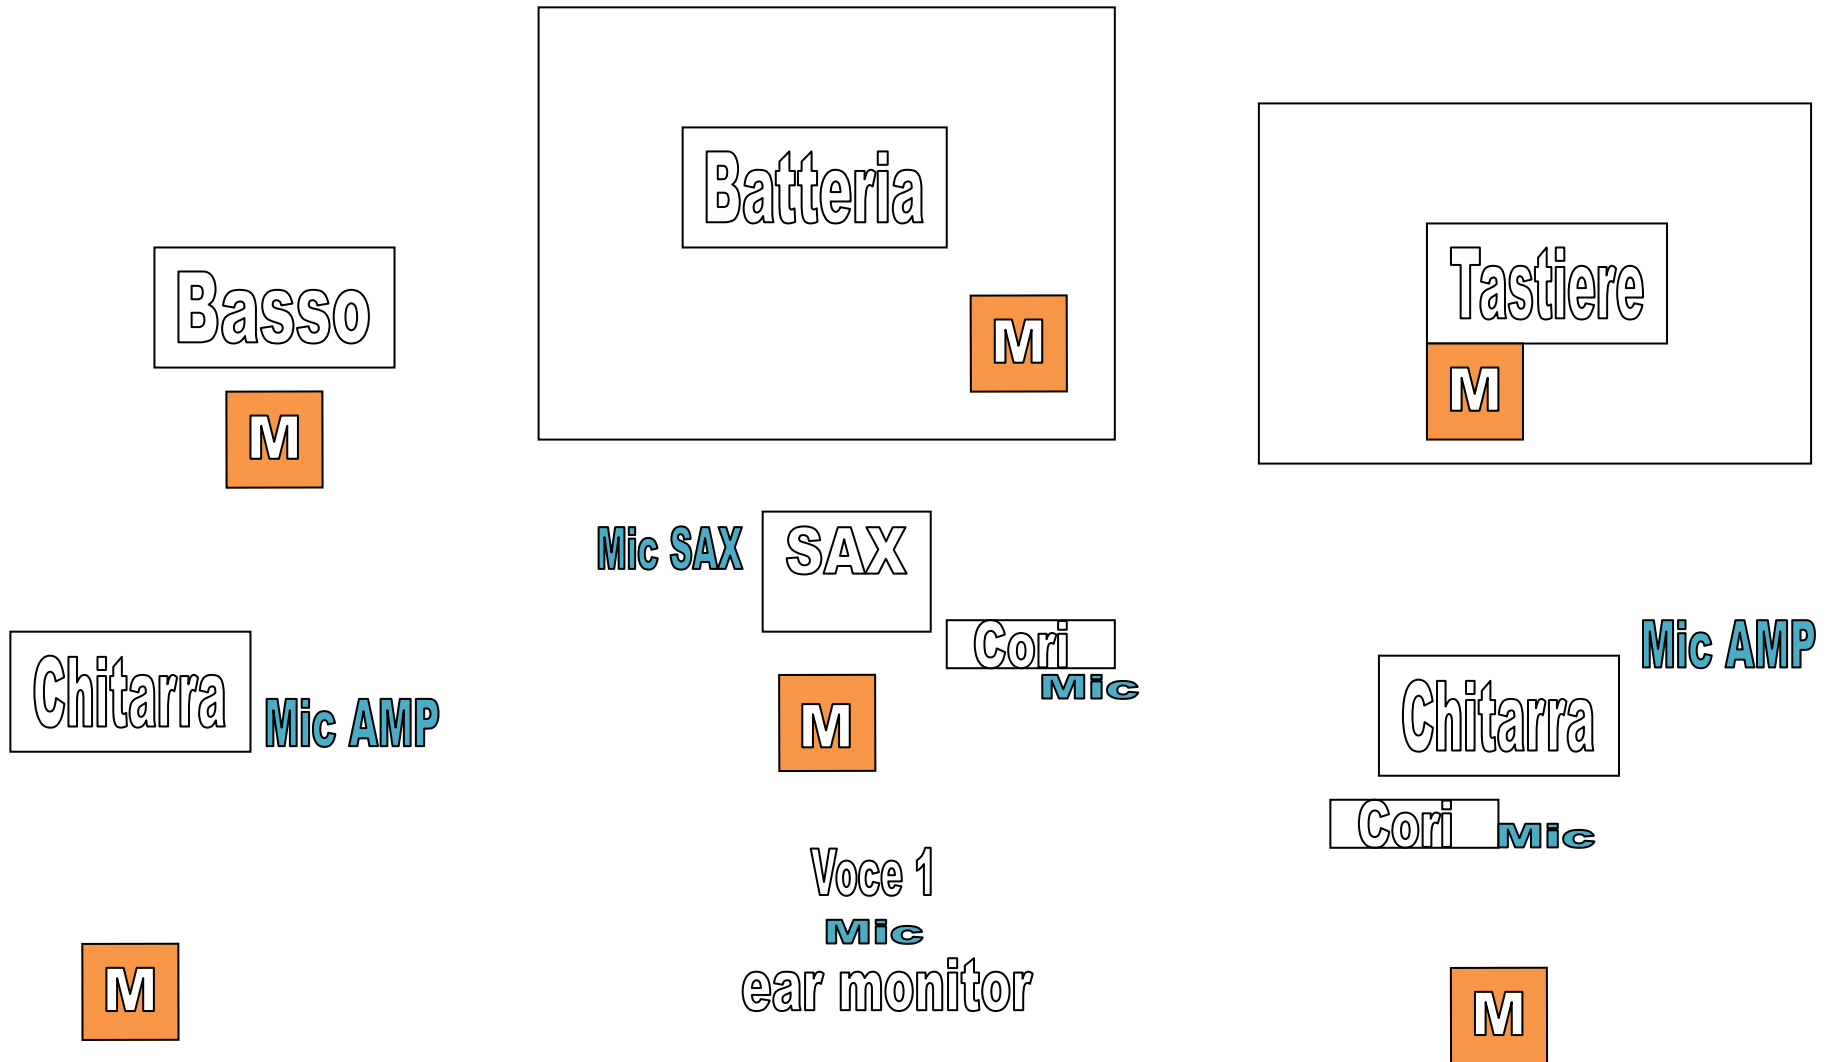 Batteria
Tastiere
Basso
M
M
M
Mic SAX
SAX
Cori
Mic
Mic AMP
Chitarra
Mic AMP
M
Chitarra
Cori
Mic
Voce 1
Mic
ear monitor
M
M